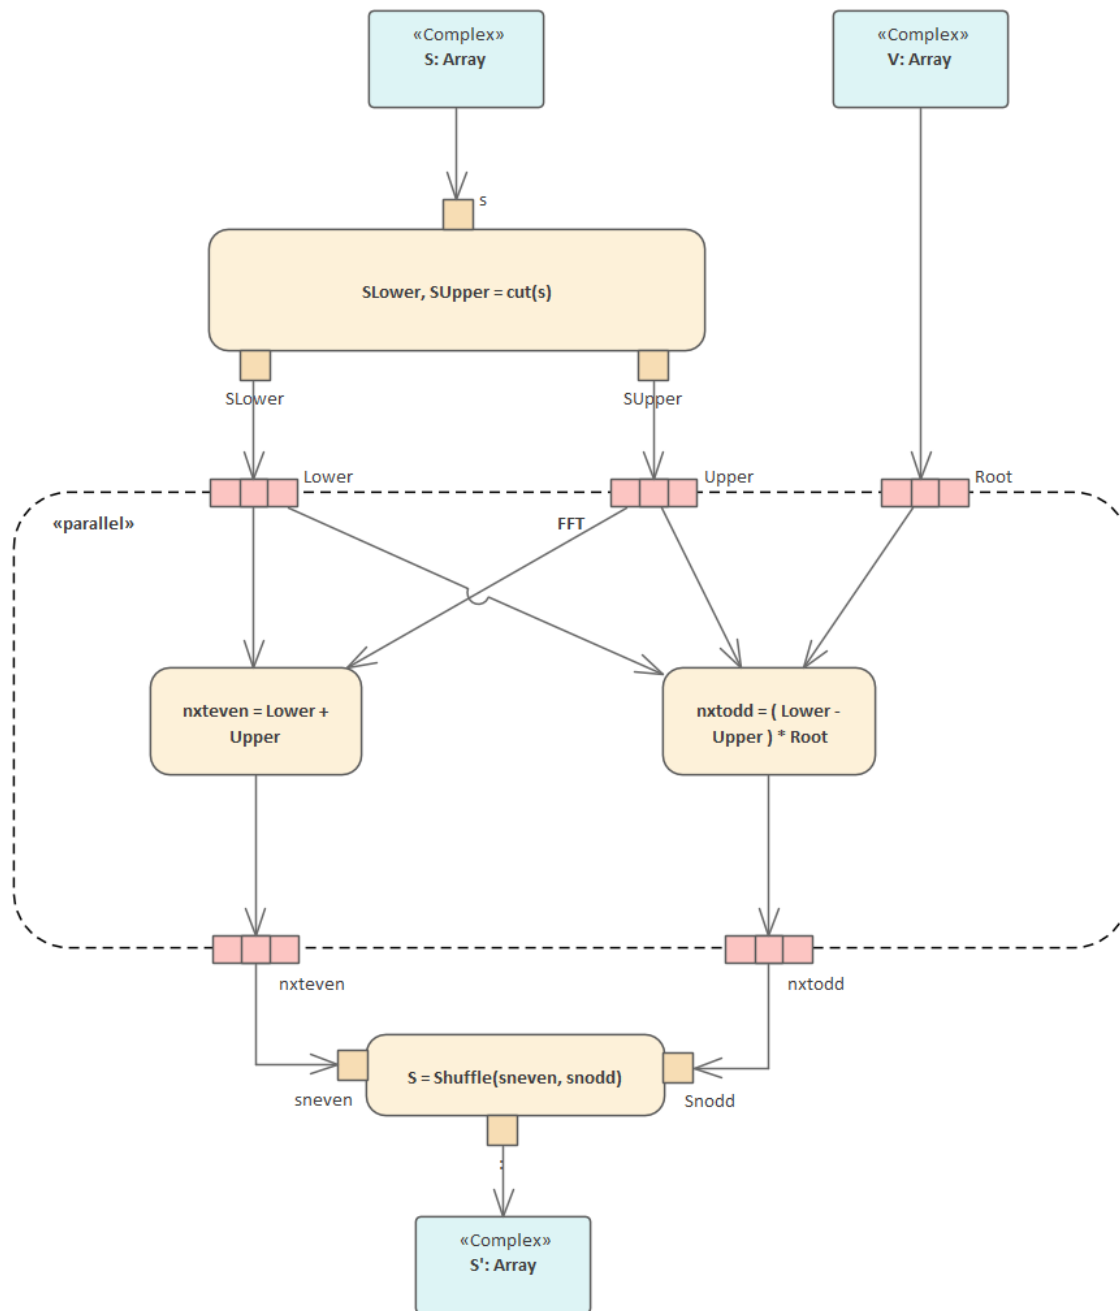 «Complex»
S: Array
«Complex»
V: Array
s
SLower, SUpper = cut(s)
SLower
SUpper
Lower
Upper
Root
«parallel»
FFT
nxteven = Lower +
Upper
nxtodd = ( Lower -
Upper ) * Root
nxteven
nxtodd
S = Shuffle(sneven, snodd)
sneven
Snodd
:
«Complex»
S': Array